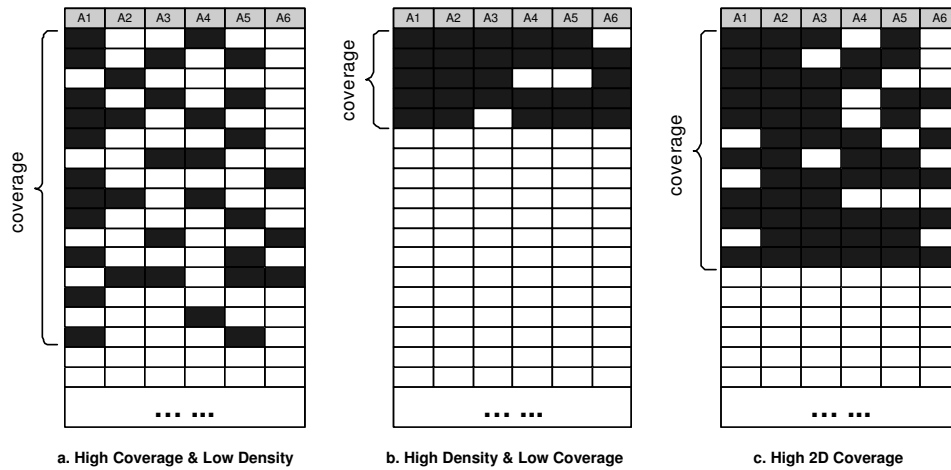 A1 A2 A3 A4 A5 A6
coverage
... ...
a. High Coverage & Low Density
A1 A2 A3 A4 A5 A6
coverage
... ...
b. High Density & Low Coverage
A1 A2 A3 A4 A5 A6
coverage
... ...
c. High 2D Coverage